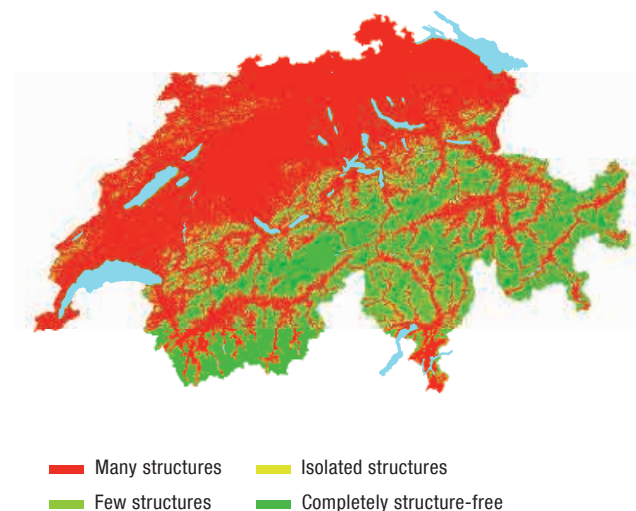 Many structures
Isolated structures
Few structures
Completely structure-free